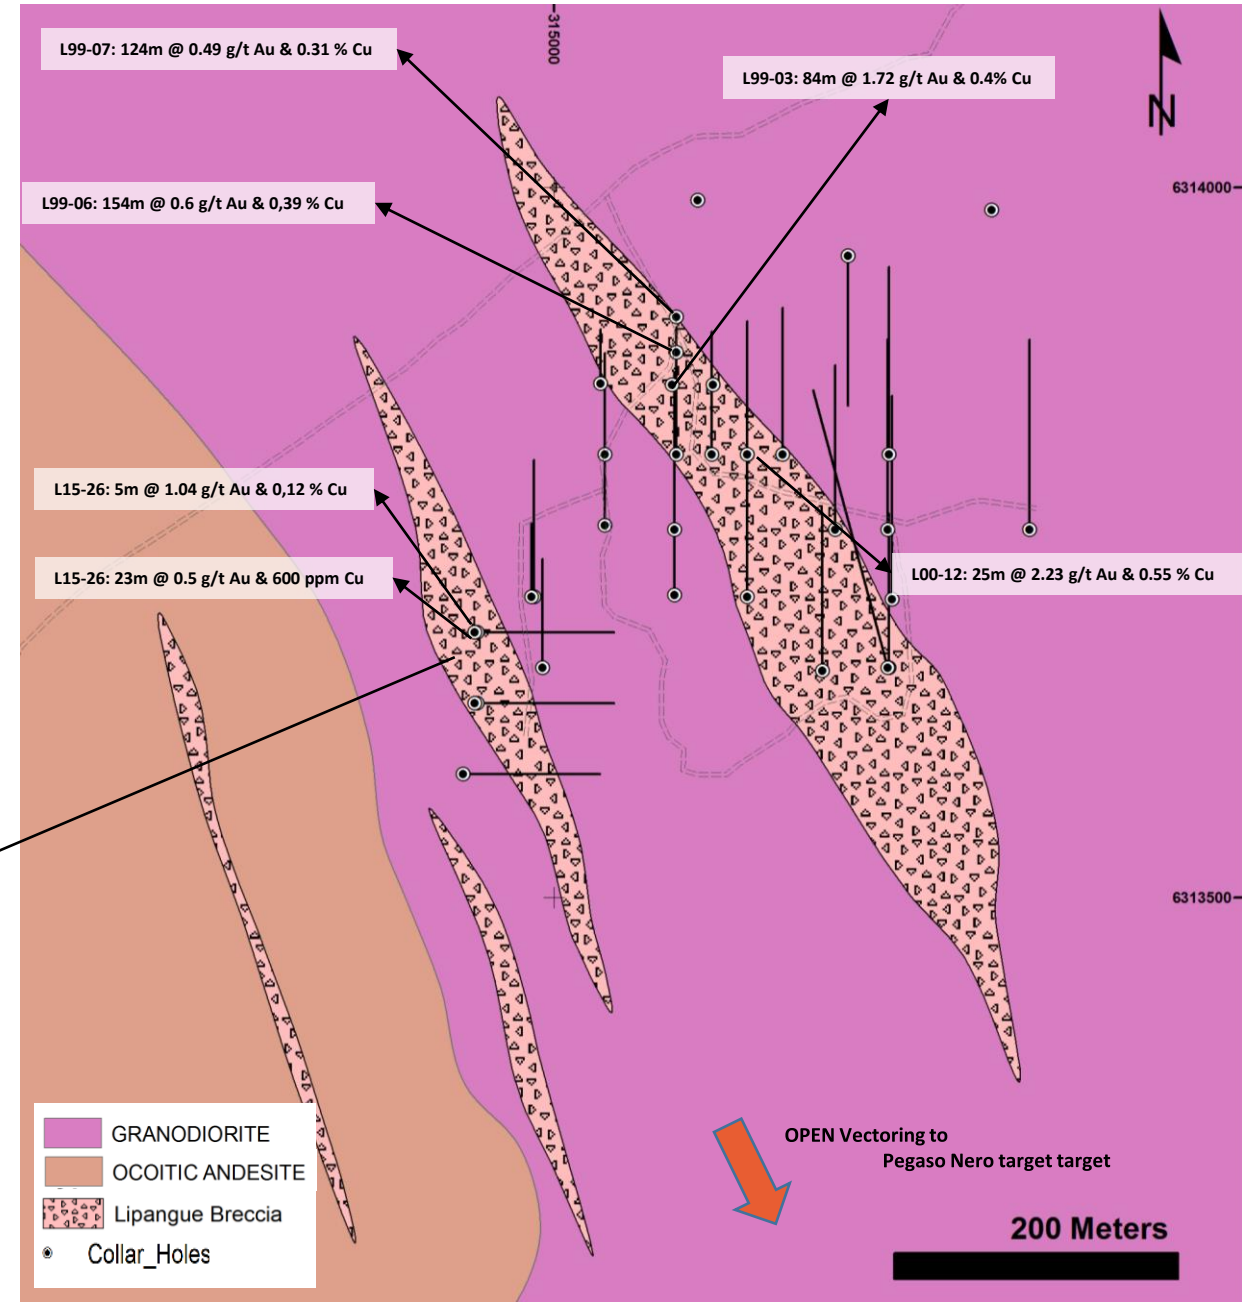 315000
L99-07: 124m @ 0.49 g/t Au & 0.31 % Cu
L99-03: 84m @ 1.72 g/t Au & 0.4% Cu
N
6314000
L99-06: 154m @ 0.6 g/t Au & 0,39 % Cu
L15-26: 5m @ 1.04 g/t Au & 0,12 % Cu
L15-26: 23m @ 0.5 g/t Au & 600 ppm Cu
L00-12: 25m @ 2.23 g/t Au & 0.55 % Cu
6313500
GRANODIORITE
OCOITIC ANDESITE
Lipangue Breccia
Collar_Holes
OPEN Vectoring to
Pegaso Nero target target
200 Meters